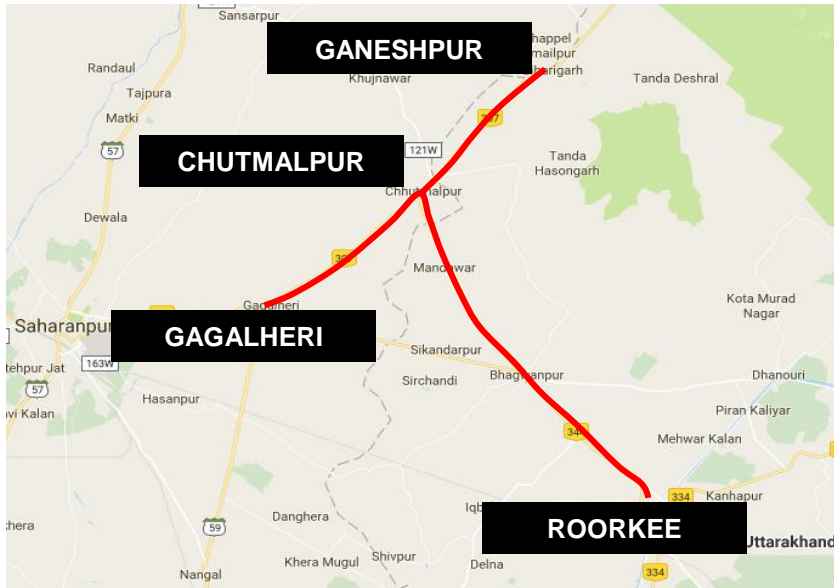 Sansarpur
GANESHPUR
Randaul
Khujnawar
Tanda Deshral
Tajpura
Matki
57
307
121W
CHUTMALPUR
Tanda
Hasongarh
Dewala
Mandawar
Gagalheri
Kota Murad
Nagar
Saharanpur
GAGALHERI
Sikandarpur
163W
Sirchandi
Bhagwanpur
Dhanouri
57
Hasanpur
Piran Kaliyar
Mehwar Kalan
334
Kanhapur
ROORKEE
Danghera
59
Uttarakhand
Khera Mugul
Shivpur
Delna
Nangal
334